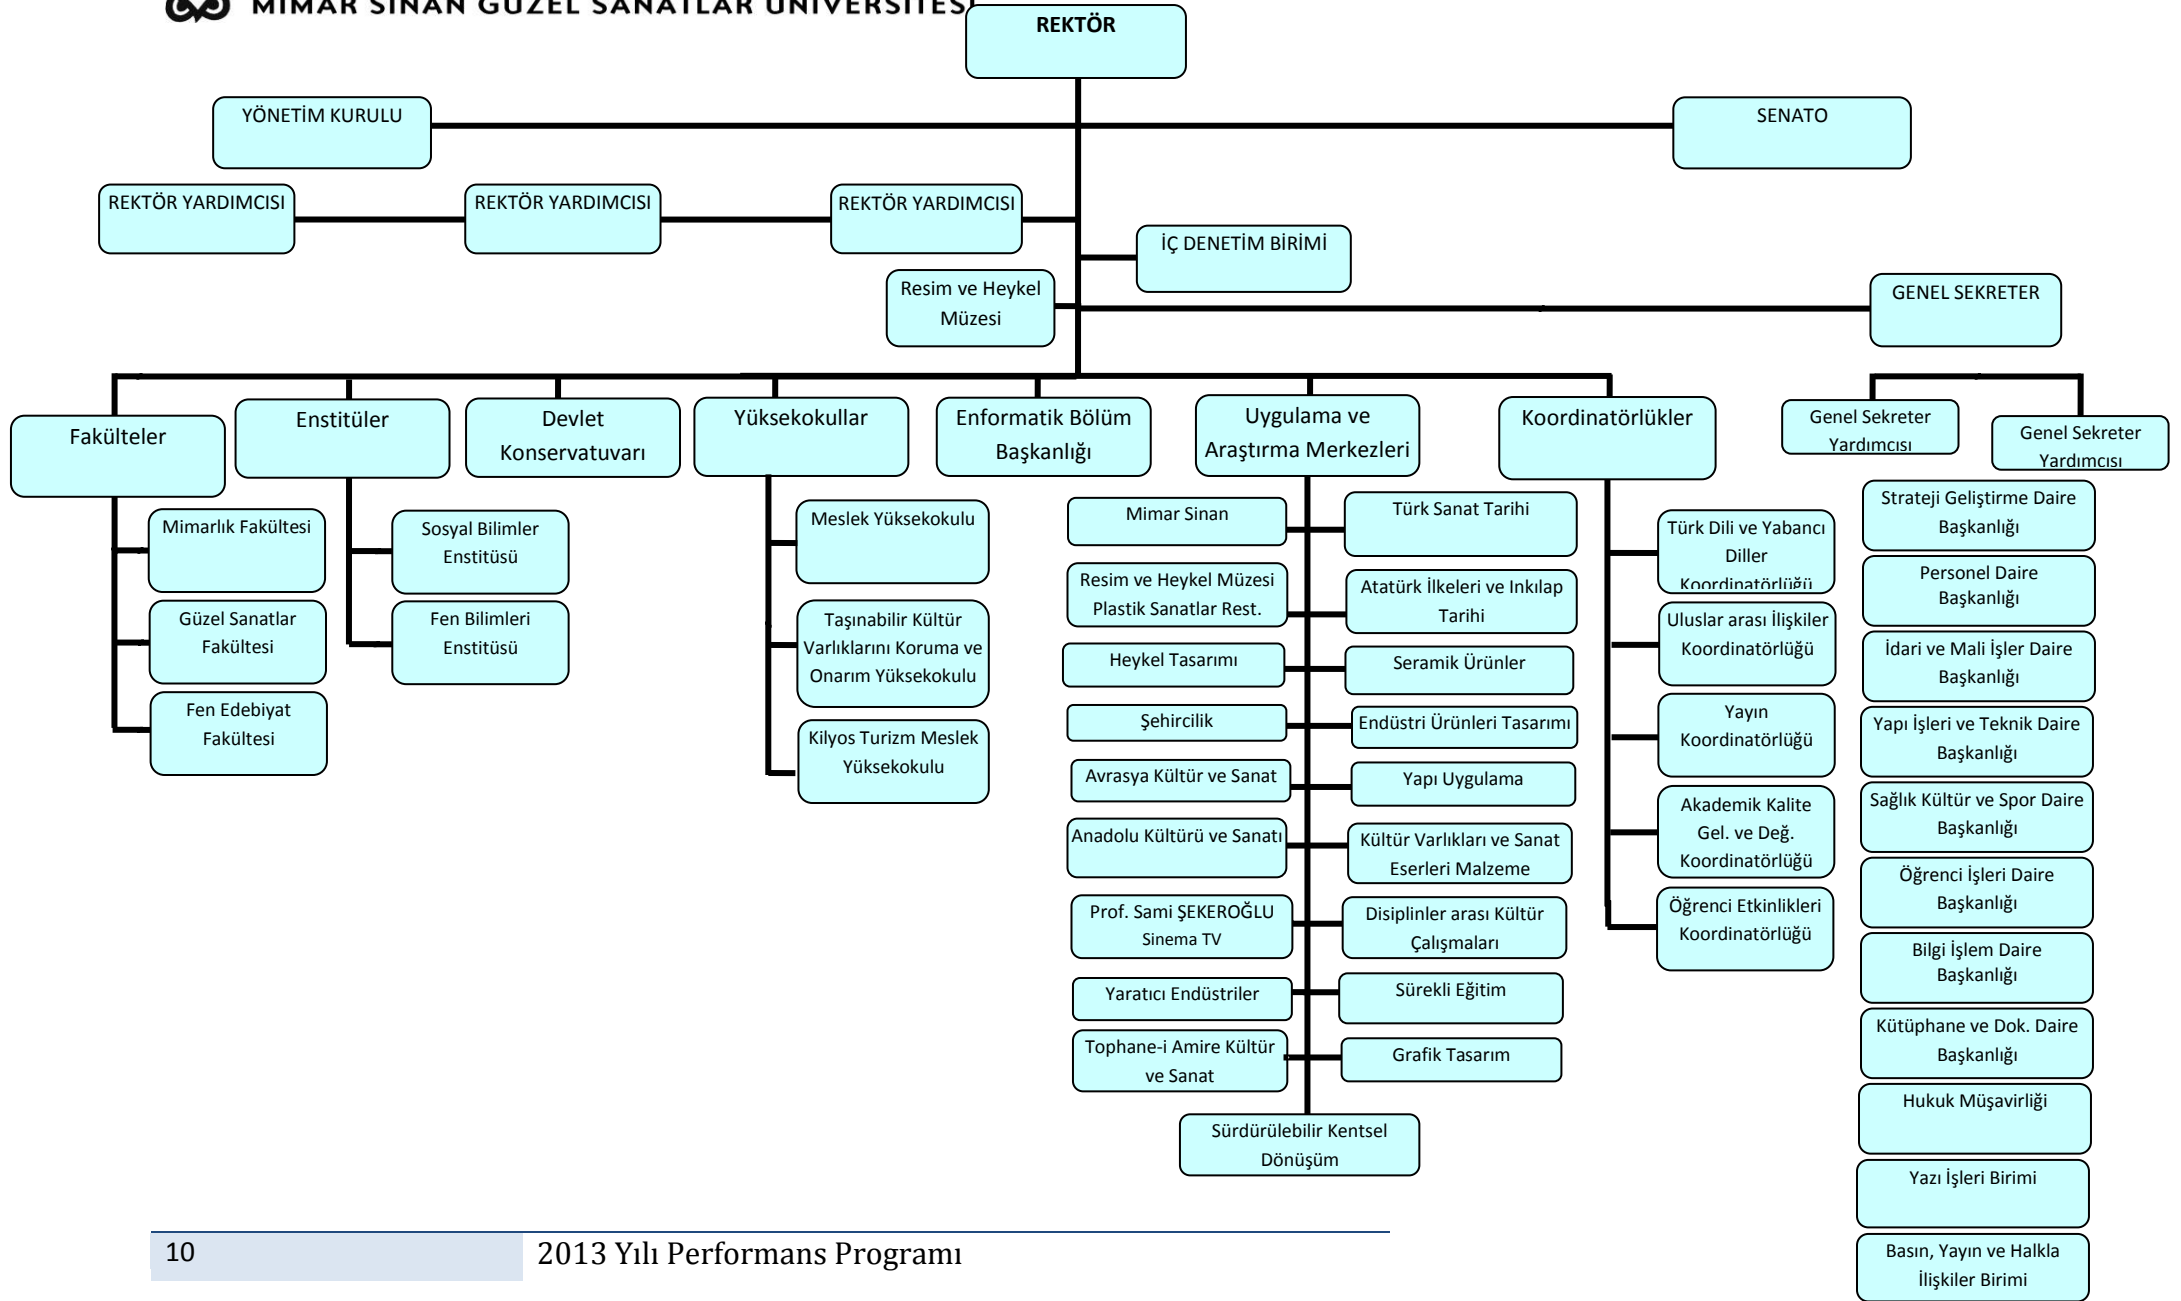 MİMAR SİNAN GÜZEL SANATLAR ÜNİVERSİTESİ
REKTÖR
YÖNETİM KURULU
SENATO
REKTÖR YARDIMCISI
REKTÖR YARDIMCISI
REKTÖR YARDIMCISI
İÇ DENETİM BİRİMİ
Resim ve Heykel
Müzesi
GENEL SEKRETER
Fakülteler
Enstitüler
Devlet
Konservatuvarı
Yüksekokullar
Enformatik Bölüm
Başkanlığı
Uygulama ve
Araştırma Merkezleri
Koordinatörlükler
Genel Sekreter
Yardımcısı
Genel Sekreter
Yardımcısı
Mimarlık Fakültesi
Güzel Sanatlar
Fakültesi
Fen Edebiyat
Fakültesi
Sosyal Bilimler
Enstitüsü
Fen Bilimleri
Enstitüsü
Meslek Yüksekokulu
Taşınabilir Kültür
Varlıklarını Koruma ve
Onarım Yüksekokulu
Kilyos Turizm Meslek
Yüksekokulu
Mimar Sinan
Türk Sanat Tarihi
Resim ve Heykel Müzesi
Plastik Sanatlar Rest.
Atatürk İlkeleri ve Inkılap
Tarihi
Heykel Tasarımı
Seramik Ürünler
Şehircilik
Endüstri Ürünleri Tasarımı
Avrasya Kültür ve Sanat
Yapı Uygulama
Anadolu Kültürü ve Sanatı
Kültür Varlıkları ve Sanat
Eserleri Malzeme
Prof. Sami ŞEKEROĞLU
Sinema TV
Disiplinler arası Kültür
Çalışmaları
Yaratıcı Endüstriler
Sürekli Eğitim
Tophane-i Amire Kültür
ve Sanat
Grafik Tasarım
Sürdürülebilir Kentsel
Dönüşüm
Türk Dili ve Yabancı
Diller
Koordinatörlüğü
Uluslar arası İlişkiler
Koordinatörlüğü
Yayın
Koordinatörlüğü
Akademik Kalite
Gel. ve Değ.
Koordinatörlüğü
Öğrenci Etkinlikleri
Koordinatörlüğü
Strateji Geliştirme Daire
Başkanlığı
Personel Daire
Başkanlığı
İdari ve Mali İşler Daire
Başkanlığı
Yapı İşleri ve Teknik Daire
Başkanlığı
Sağlık Kültür ve Spor Daire
Başkanlığı
Öğrenci İşleri Daire
Başkanlığı
Bilgi İşlem Daire
Başkanlığı
Kütüphane ve Dok. Daire
Başkanlığı
Hukuk Müşavirliği
Yazı İşleri Birimi
Basın, Yayın ve Halkla
İlişkiler Birimi
10
2013 Yılı Performans Programı